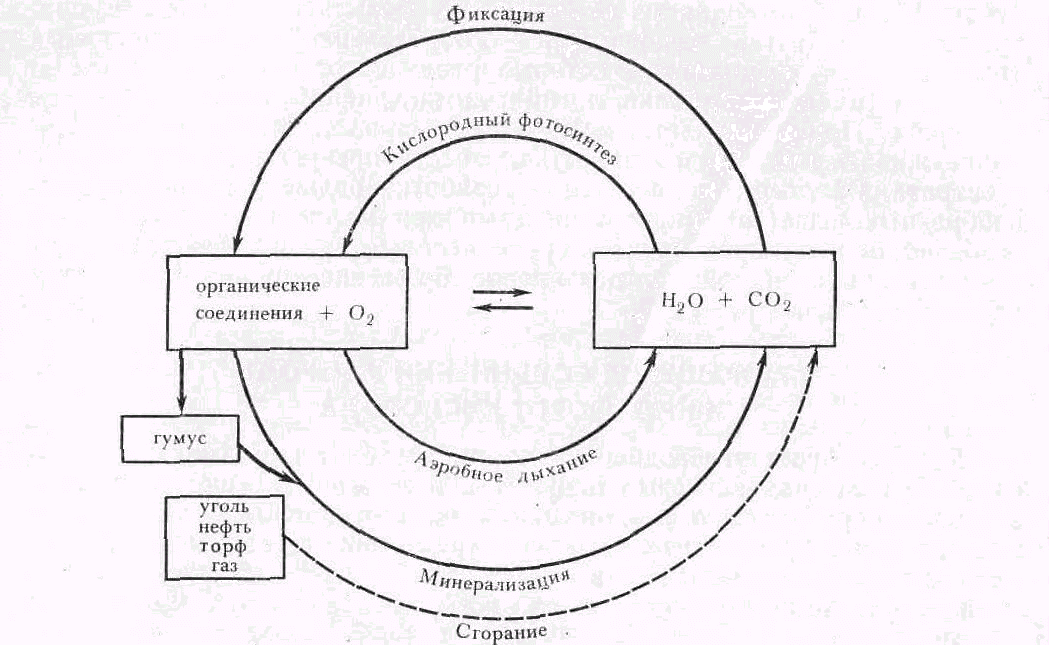 Фиксация
Кислородный фотосинтез
органические
соединения + O₂
H₂O + CO₂
гумус
Аэробное дыхание
уголь
нефть
торф
газ
Минерализация
Сгорание